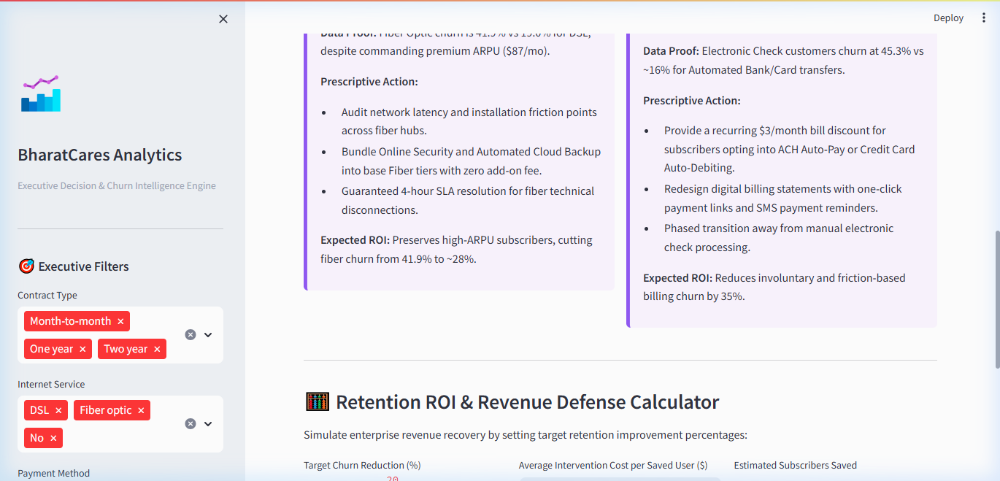 Deploy
BharatCares Analytics
Executive Decision & Churn Intelligence Engine
Executive Filters
Contract Type
Month-to-month ×
One year × Two year ×
Internet Service
DSL × Fiber optic ×
No ×
Payment Method
Data Proof: Fiber Optic churn is 41.9% vs 19.0% for DSL,
despite commanding premium ARPU ($87/mo).
Prescriptive Action:
• Audit network latency and installation friction points
across fiber hubs.
• Bundle Online Security and Automated Cloud Backup
into base Fiber tiers with zero add-on fee.
• Guaranteed 4-hour SLA resolution for fiber technical
disconnections.
Expected ROI: Preserves high-ARPU subscribers, cutting
fiber churn from 41.9% to ~28%.
Data Proof: Electronic Check customers churn at 45.3% vs
~16% for Automated Bank/Card transfers.
Prescriptive Action:
• Provide a recurring $3/month bill discount for
subscribers opting into ACH Auto-Pay or Credit Card
Auto-Debiting.
• Redesign digital billing statements with one-click
payment links and SMS payment reminders.
• Phased transition away from manual electronic
check processing.
Expected ROI: Reduces involuntary and friction-based
billing churn by 35%.
Retention ROI & Revenue Defense Calculator
Simulate enterprise revenue recovery by setting target retention improvement percentages:
Target Churn Reduction (%)
20
Average Intervention Cost per Saved User ($)
Estimated Subscribers Saved